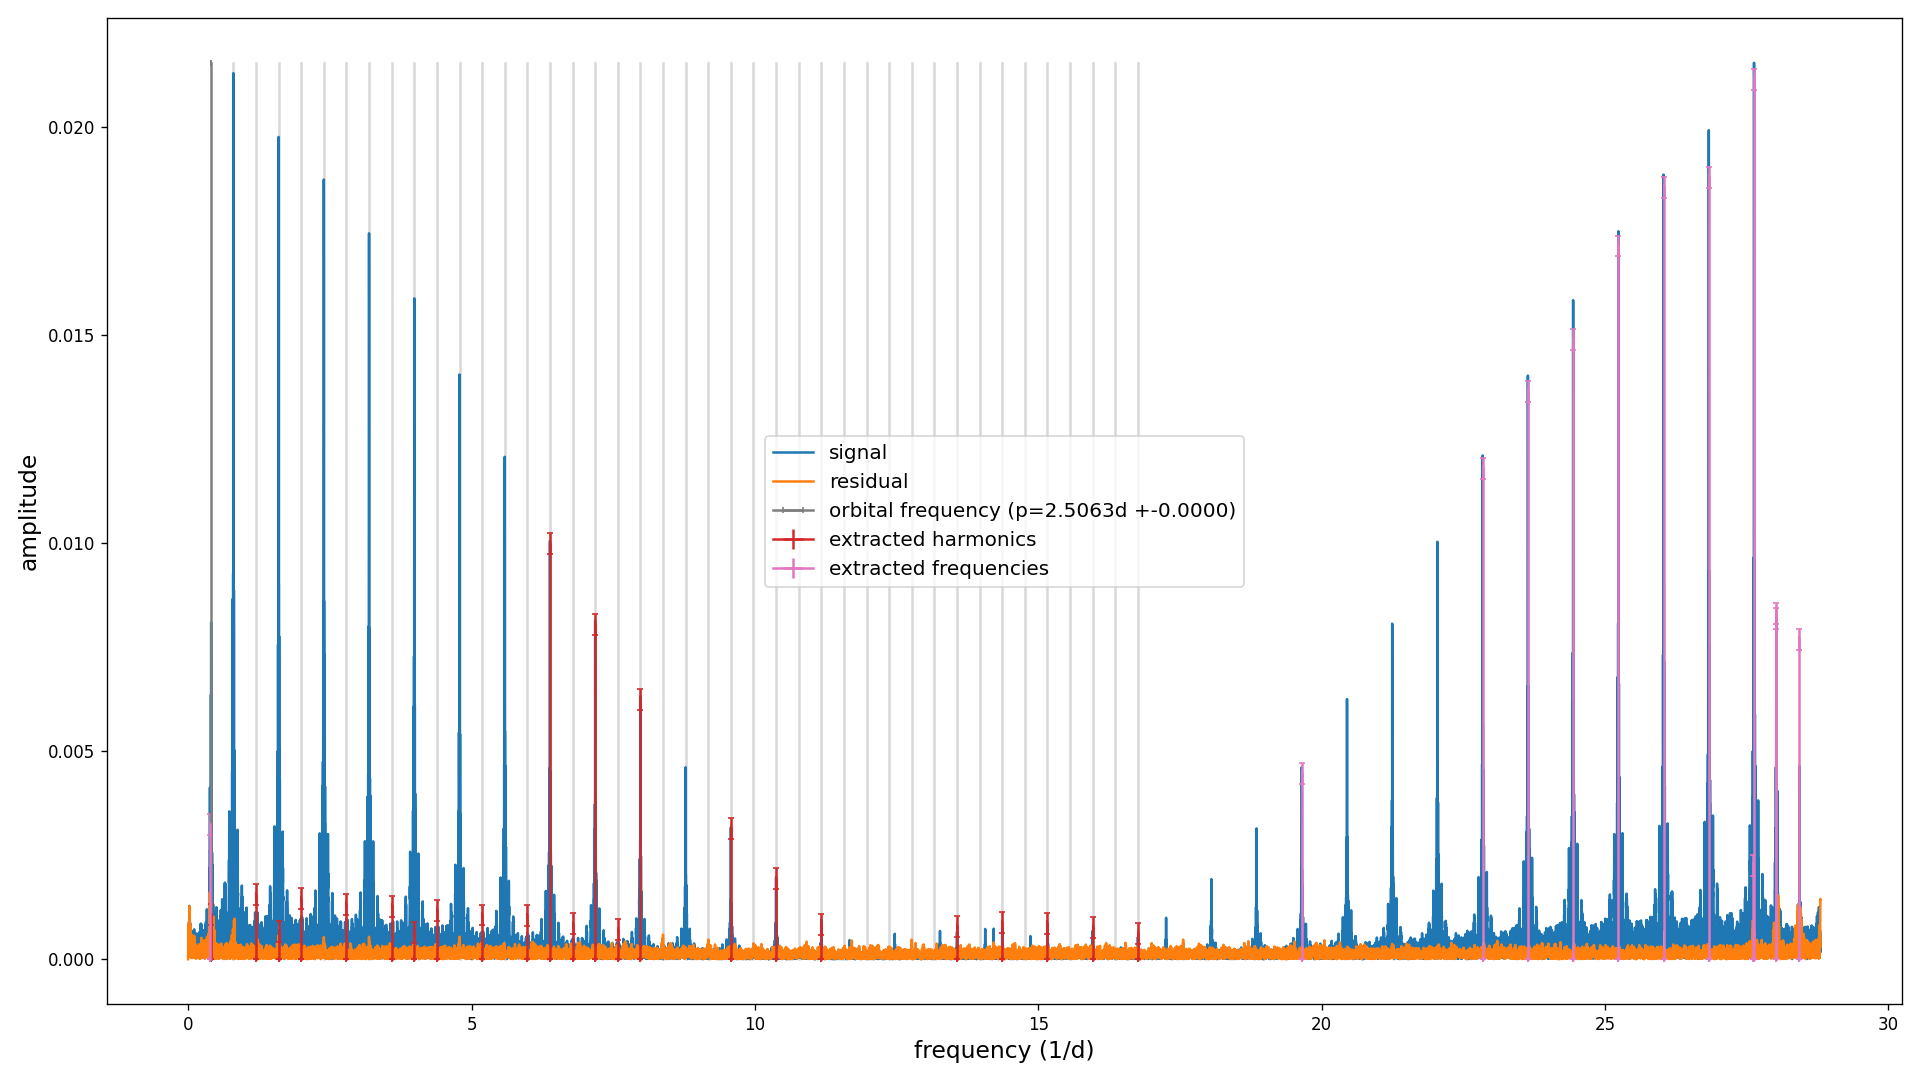 0.020
0.015
0.010
0.005
0.000
amplitude
signal
residual
orbital frequency (p=2.5063d +-0.0000)
extracted harmonics
extracted frequencies
0 5 10 15 20 25 30
frequency (1/d)